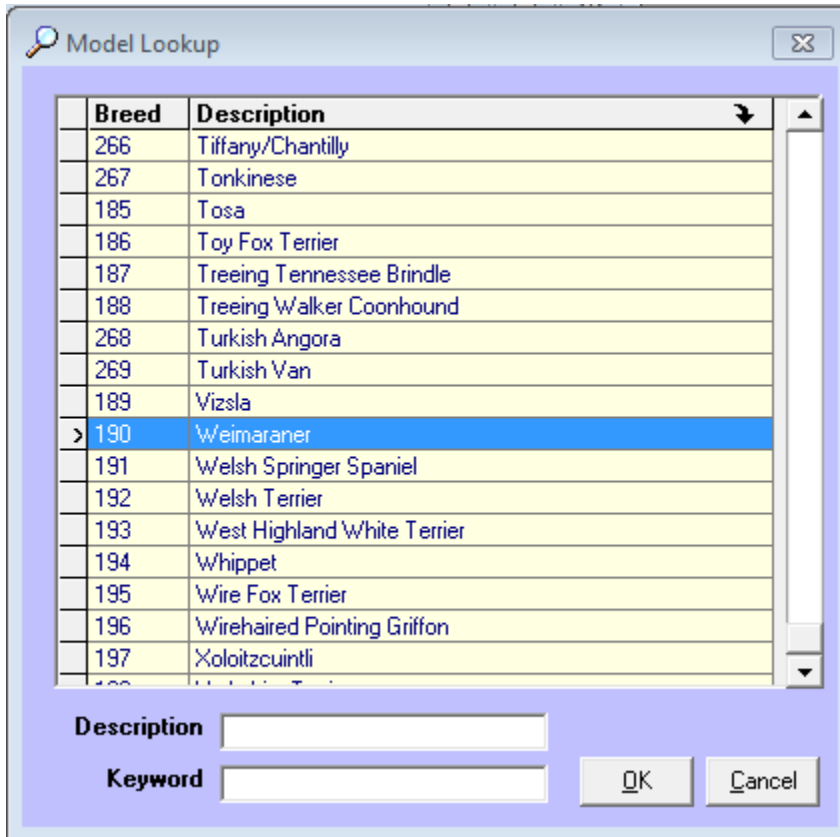 Model Lookup
Breed Description
266 Tiffany/Chantilly
267 Tonkinese
185 Tosa
186 Toy Fox Terrier
187 Treeing Tennessee Brindle
188 Treeing Walker Coonhound
268 Turkish Angora
269 Turkish Van
189 Vizsla
> 190 Weimaraner
191 Welsh Springer Spaniel
192 Welsh Terrier
193 West Highland White Terrier
194 Whippet
195 Wire Fox Terrier
196 Wirehaired Pointing Griffon
197 Xoloitzcuintli
Description
Keyword
OK Cancel